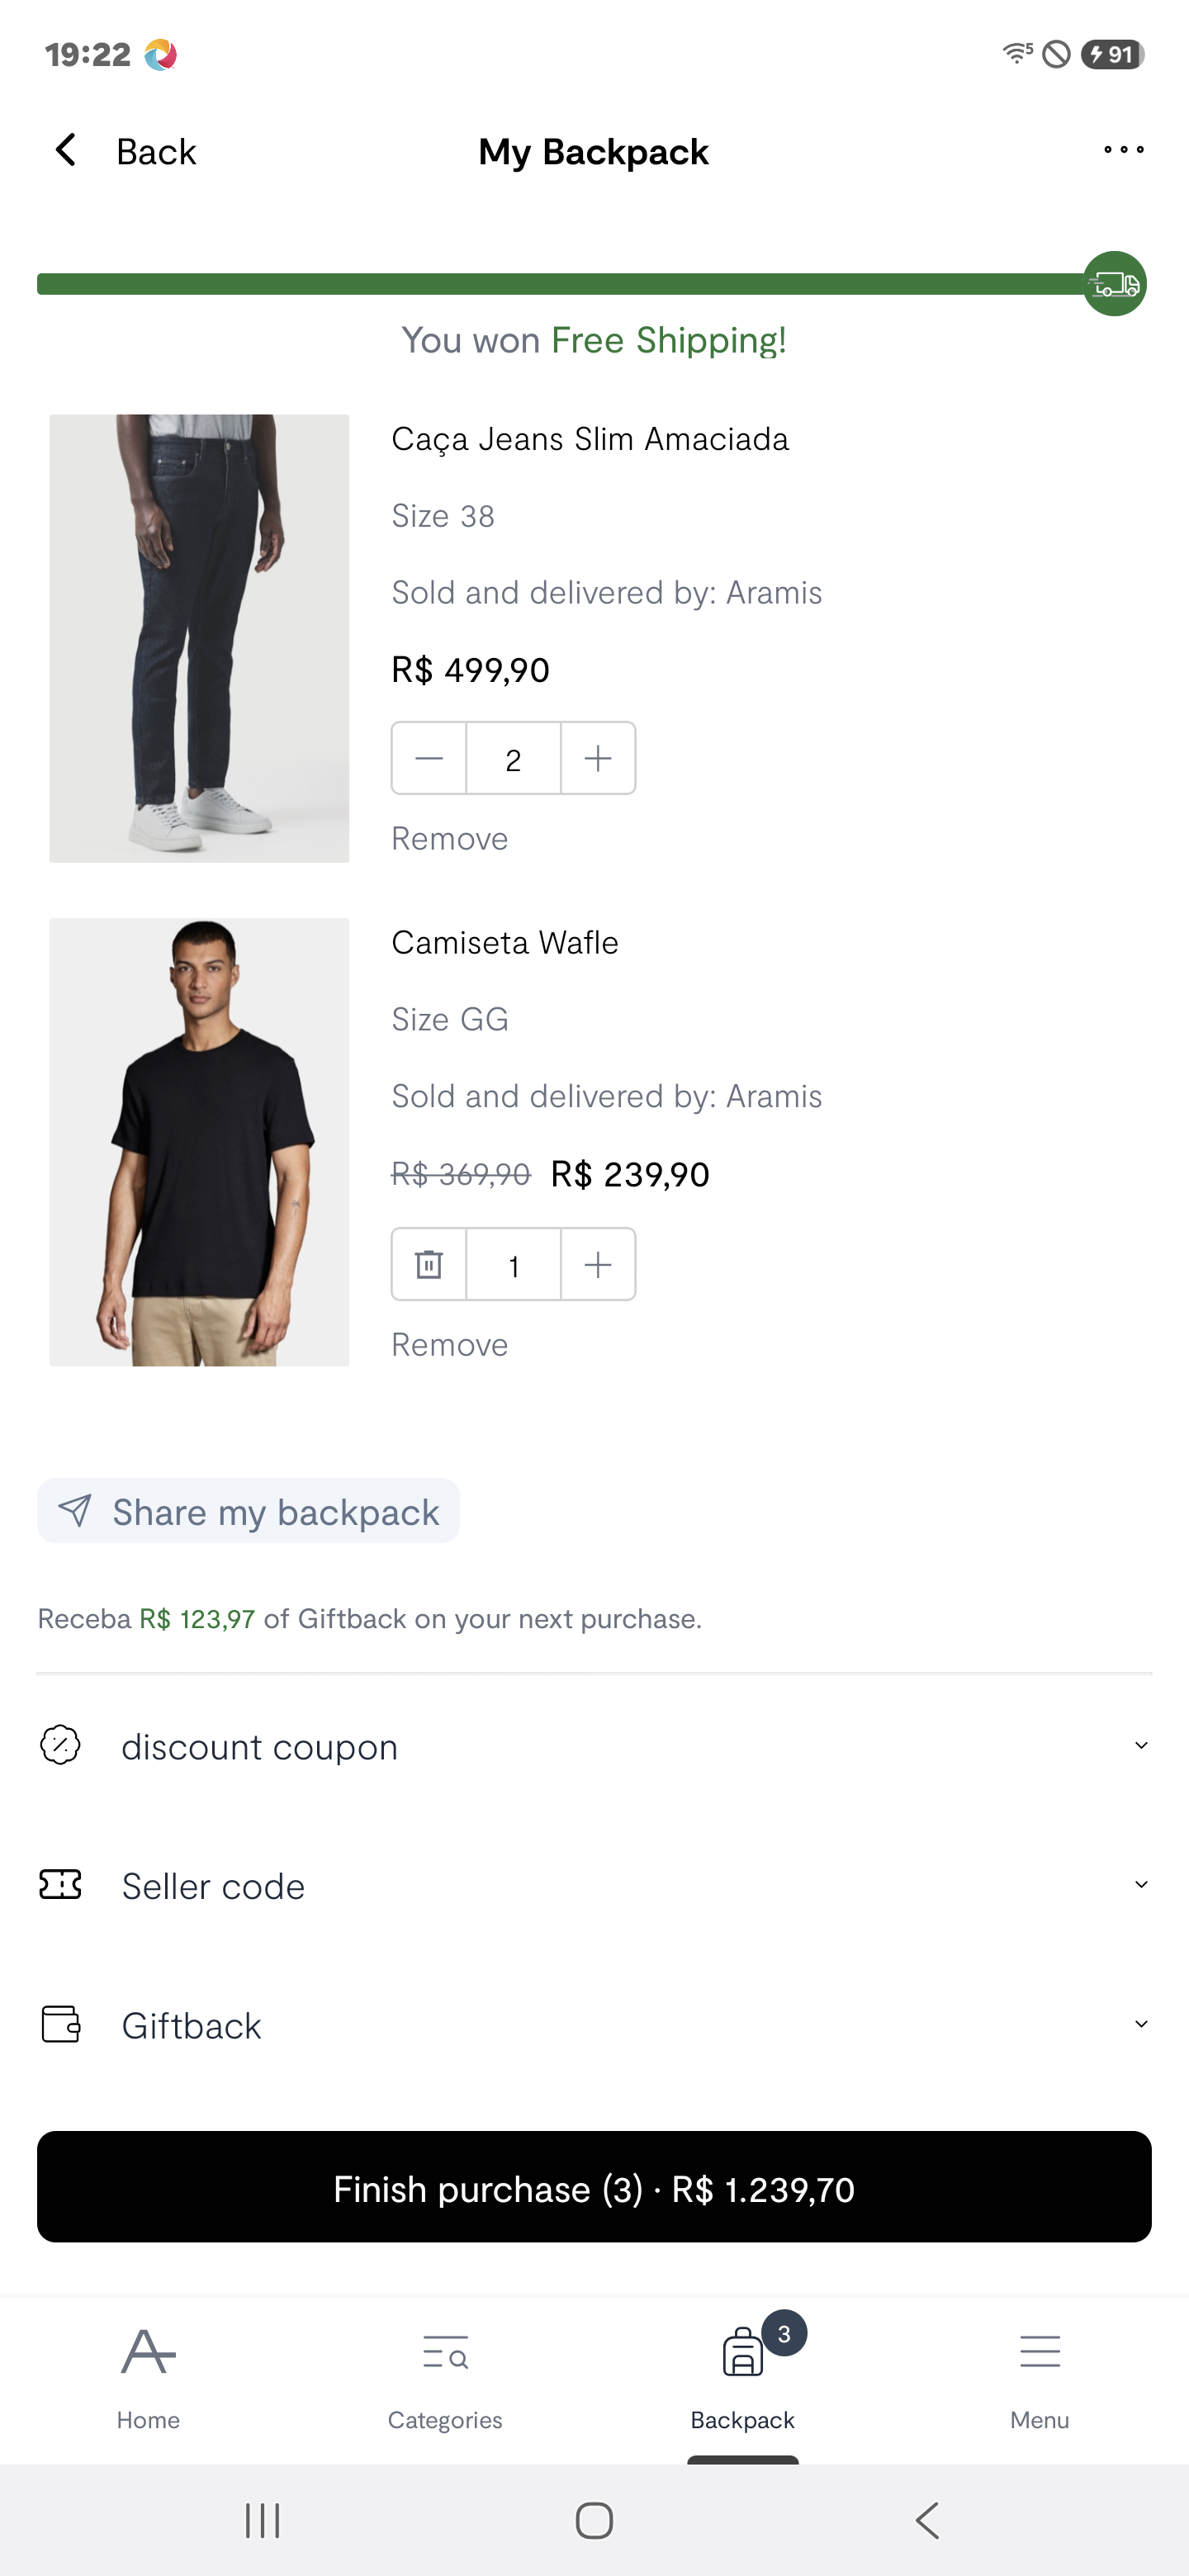 19:22
5
91
Back
My Backpack
You won Free Shipping!
Caça Jeans Slim Amaciada
Size 38
Sold and delivered by: Aramis
R$ 499,90
2
Remove
Camiseta Wafle
Size GG
Sold and delivered by: Aramis
R$ 369,90 R$ 239,90
1
Remove
Share my backpack
Receba R$ 123,97 of Giftback on your next purchase.
discount coupon
Seller code
Giftback
Finish purchase (3) · R$ 1.239,70
3
Home
Categories
Backpack
Menu